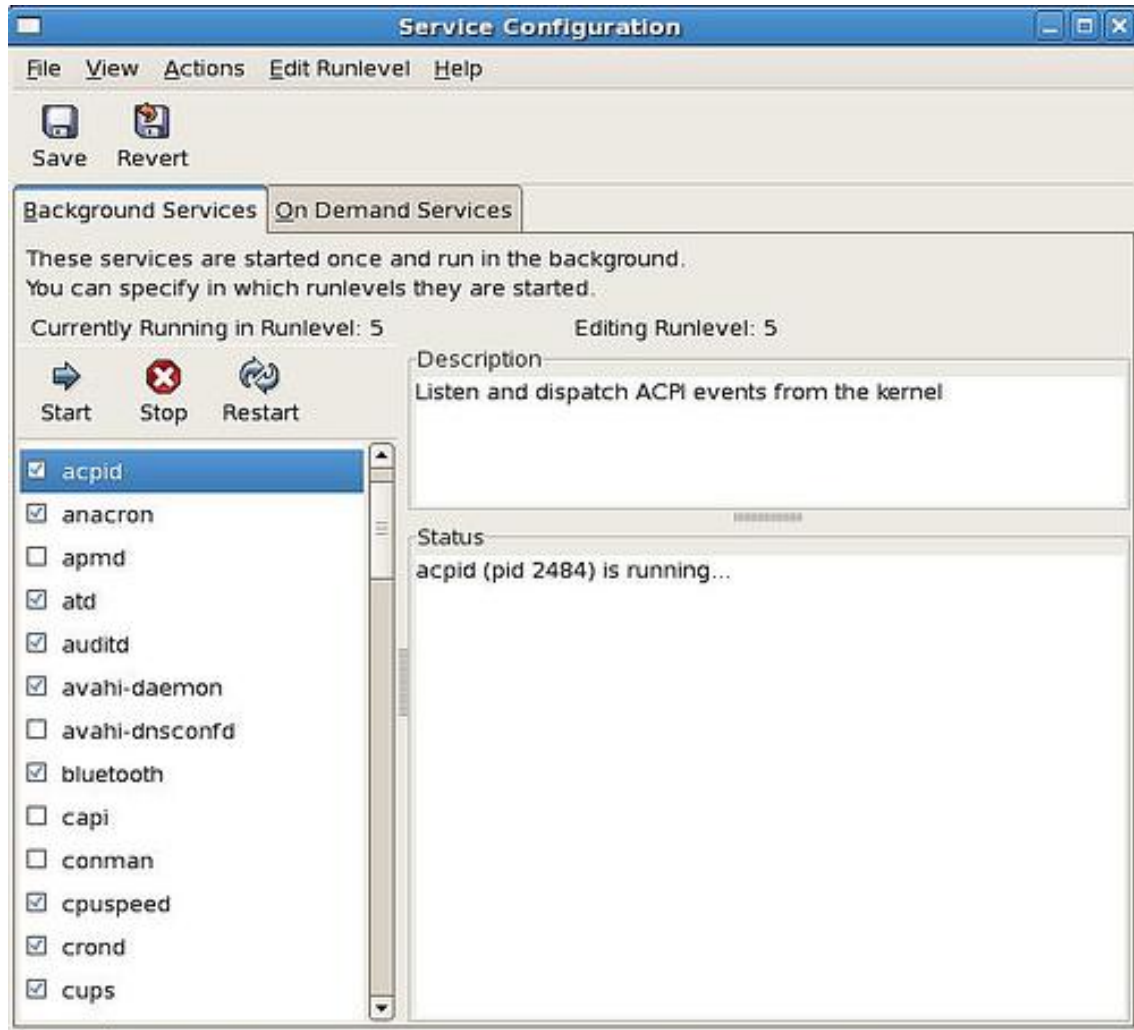 Service Configuration
File View Actions Edit Runlevel Help
Save Revert
Background Services On Demand Services
These services are started once and run in the background.
You can specify in which runlevels they are started.
Currently Running in Runlevel: 5 Editing Runlevel: 5
Start Stop Restart
acpid
anacron
apmd
atd
auditd
avahi-daemon
avahi-dnsconfd
bluetooth
capi
conman
cpuspeed
crond
cups
Description
Listen and dispatch ACPI events from the kernel
Status
acpid (pid 2484) is running...